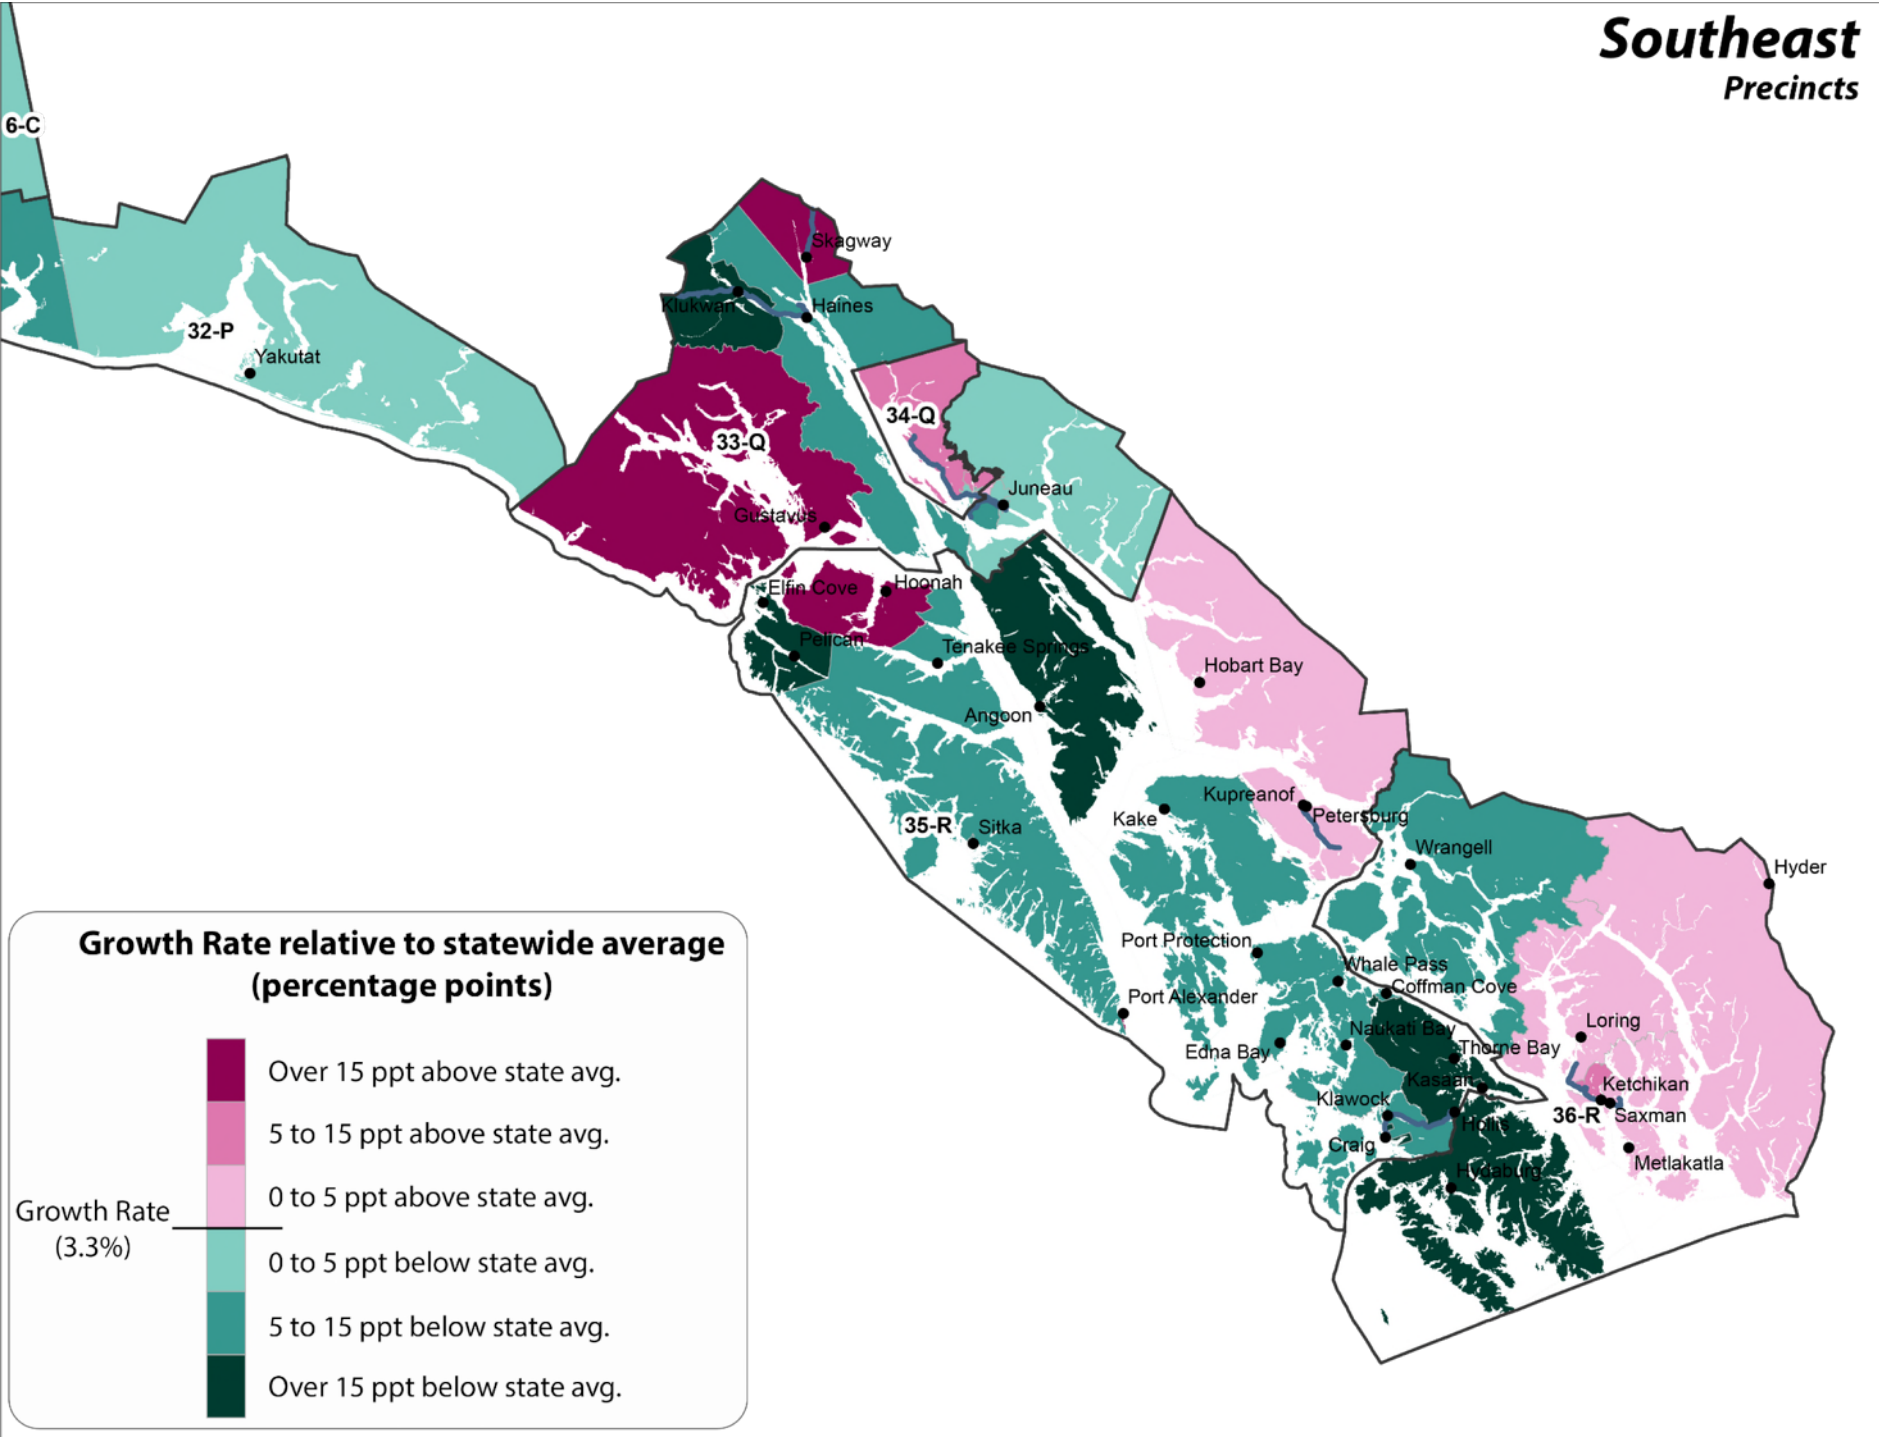 Southeast
Precincts
6-C
32-P
Yakutat
Skagway
Klukwan
Haines
33-Q
34-Q
Juneau
Gustavus
Elfin Cove
Hoonah
Pelican
Tenakee Springs
Hobart Bay
Angoon
Kupreanof
Petersburg
Kake
35-R
Sitka
Wrangell
Hyder
Port Protection
Whale Pass
Coffman Cove
Port Alexander
Naukati Bay
Loring
Edna Bay
Thorne Bay
Kasaan
Ketchikan
Klawock
36-R
Saxman
Hollis
Craig
Hydaburg
Metlakatla
Growth Rate relative to statewide average
(percentage points)
Over 15 ppt above state avg.
5 to 15 ppt above state avg.
0 to 5 ppt above state avg.
Growth Rate
(3.3%)
0 to 5 ppt below state avg.
5 to 15 ppt below state avg.
Over 15 ppt below state avg.